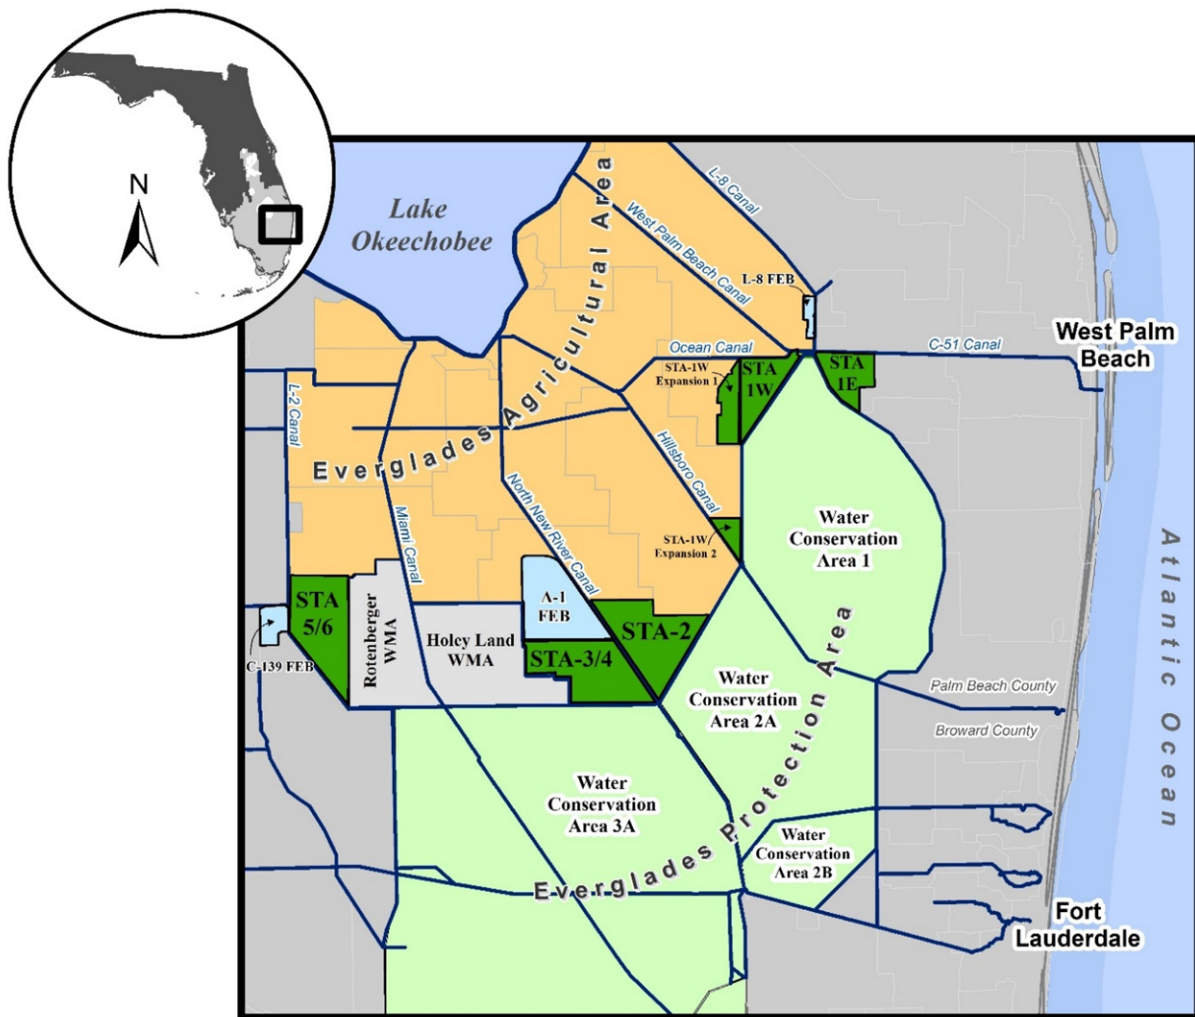 N
Lake
Okeechobee
Everglades Agricultural Area
L-8 Canal
West Palm Beach Canal
L-8 FEB
West Palm
Beach
C-51 Canal
Ocean Canal
STA-1W
Expansion 1
STA
1W
STA
1E
L-2 Canal
Hillsboro Canal
North New River Canal
Miami Canal
STA-1W
Expansion 2
Water
Conservation
Area 1
A-1
FEB
STA
5/6
Rotenberger
WMA
Holey Land
WMA
STA-2
STA-3/4
C-139 FEB
Water
Conservation
Area 2A
Palm Beach County
Broward County
Everglades Protection Area
Water
Conservation
Area 3A
Water
Conservation
Area 2B
Atlantic Ocean
Fort
Lauderdale